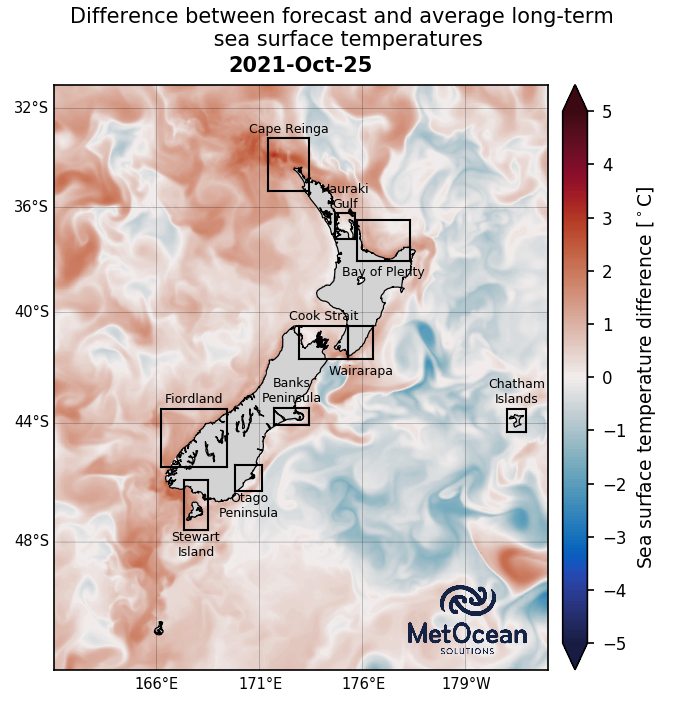 Difference between forecast and average long-term
sea surface temperatures
2021-Oct-25
32°S
36°S
40°S
44°S
48°S
Cape Reinga
Hauraki
Gulf
Bay of Plenty
Cook Strait
Wairarapa
Banks
Peninsula
Fiordland
Chatham
Islands
Otago
Peninsula
Stewart
Island
MetOcean
SOLUTIONS
166°E
171°E
176°E
179°W
5
4
3
2
1
0
−1
−2
−3
−4
−5
Sea surface temperature difference [°C]